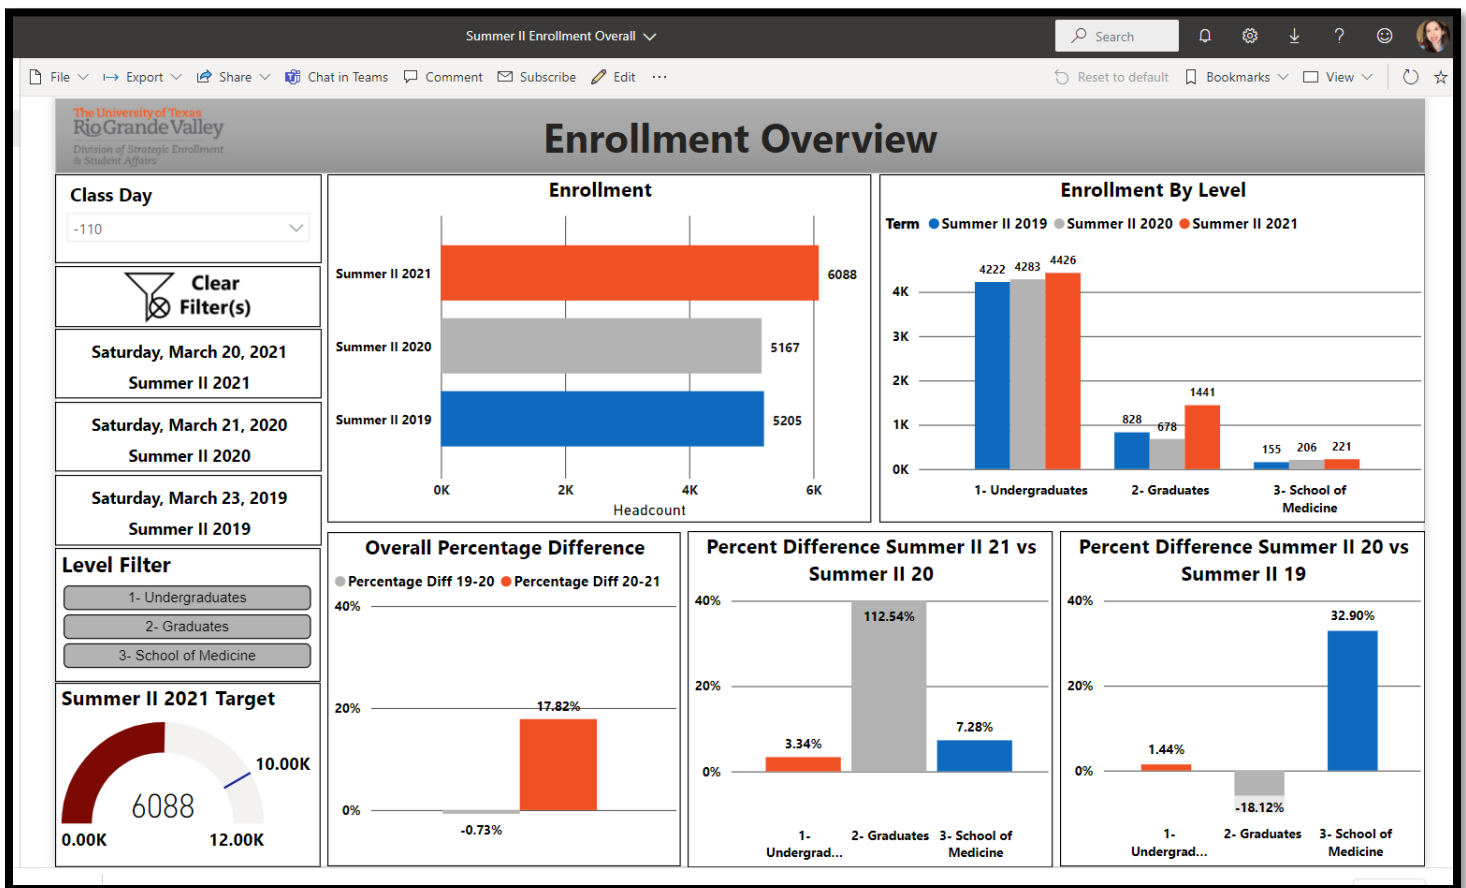 Summer II Enrollment Overall
Search
File
Export
Share
Chat in Teams
Comment
Subscribe
Edit
Reset to default
Bookmarks
View
The University of Texas
Rio Grande Valley
Division of Strategic Enrollment
& Student Affairs
Enrollment Overview
Class Day
-110
Clear
Filter(s)
Saturday, March 20, 2021
Summer II 2021
Saturday, March 21, 2020
Summer II 2020
Saturday, March 23, 2019
Summer II 2019
Level Filter
1- Undergraduates
2- Graduates
3- School of Medicine
Summer II 2021 Target
10.00K
6088
0.00K
12.00K
Enrollment
Summer II 2021
6088
Summer II 2020
5167
Summer II 2019
5205
0K 2K 4K 6K
Headcount
Enrollment By Level
Term Summer II 2019 Summer II 2020 Summer II 2021
4222 4283 4426
4K
3K
2K
1441
828 678
1K
155 206 221
0K
1- Undergraduates 2- Graduates 3- School of
Medicine
Overall Percentage Difference
Percentage Diff 19-20 Percentage Diff 20-21
40%
17.82%
20%
0%
-0.73%
Percent Difference Summer II 21 vs
Summer II 20
40%
112.54%
20%
7.28%
3.34%
0%
1- 2- Graduates 3- School of
Undergrad... Medicine
Percent Difference Summer II 20 vs
Summer II 19
40%
32.90%
20%
1.44%
0%
-18.12%
1- 2- Graduates 3- School of
Undergrad... Medicine